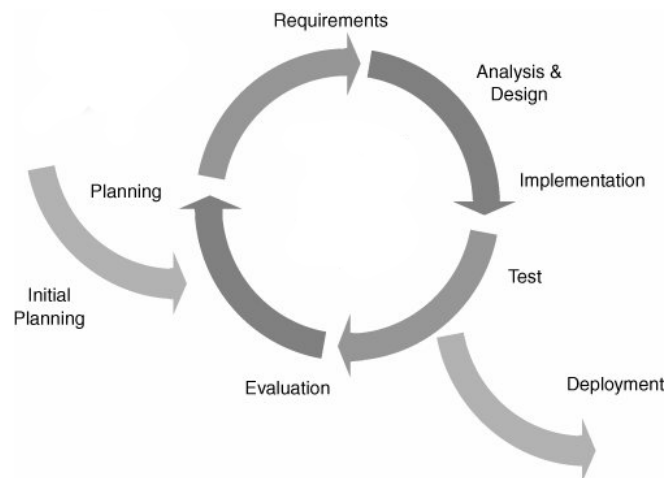 Requirements
Analysis &
Design
Planning
Implementation
Initial
Planning
Test
Evaluation
Deployment